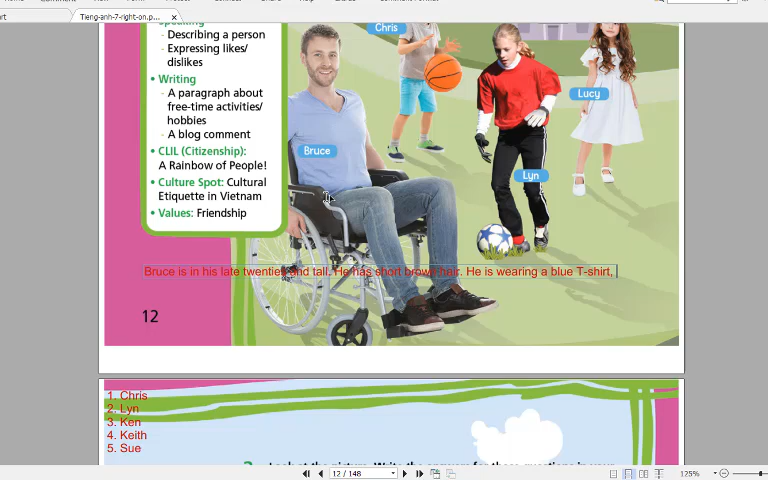 Tieng-anh-7-right-on.p...
Describing a person
Expressing likes/
dislikes
• Writing
- A paragraph about
free-time activities/
hobbies
- A blog comment
• CLIL (Citizenship):
A Rainbow of People!
• Culture Spot: Cultural
Etiquette in Vietnam
• Values: Friendship
Chris
Lucy
Bruce
Lyn
Bruce is in his late twenties and tall. He has short brown hair. He is wearing a blue T-shirt,
12
1. Chris
2. Lyn
3. Ken
4. Keith
5. Sue
12 / 148
125%